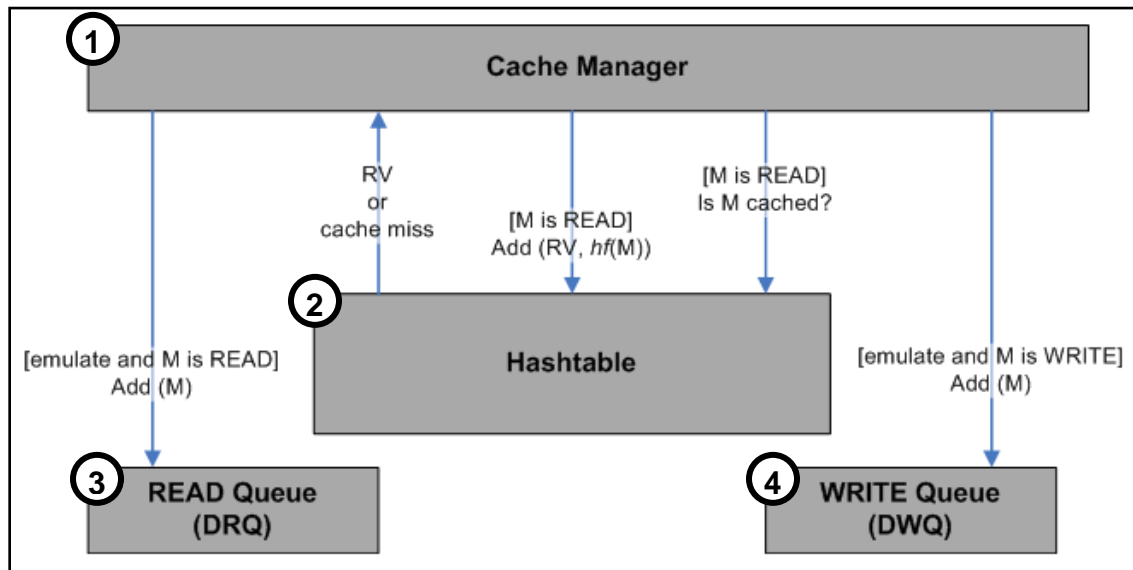 1
Cache Manager
RV
or
cache miss
[M is READ]
Add (RV, hf(M))
[M is READ]
Is M cached?
2
Hashtable
[emulate and M is READ]
Add (M)
[emulate and M is WRITE]
Add (M)
3
READ Queue
(DRQ)
4
WRITE Queue
(DWQ)